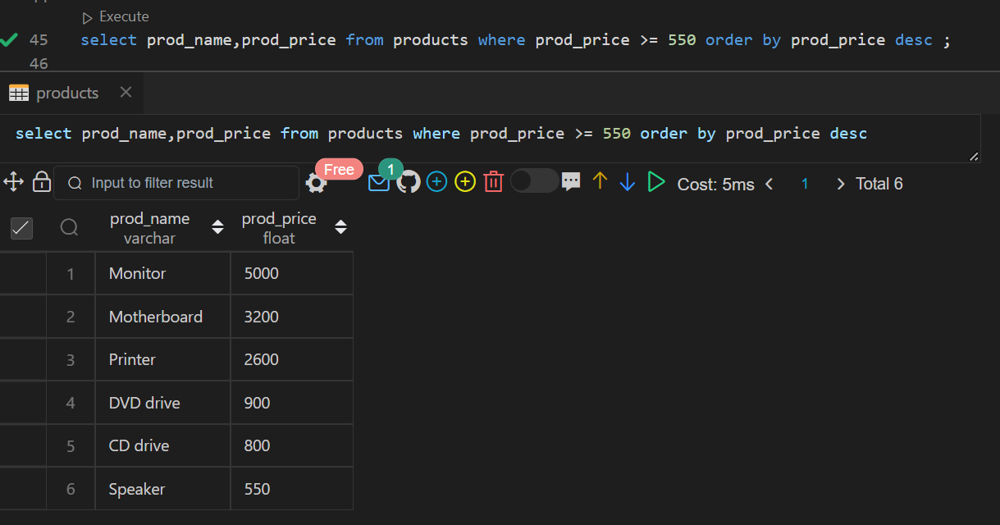 Execute
45 select prod_name,prod_price from products where prod_price >= 550 order by prod_price desc ;
46
products
select prod_name,prod_price from products where prod_price >= 550 order by prod_price desc
Input to filter result Free 1 Cost: 5ms < 1 > Total 6
prod_name prod_price
varchar float
1 Monitor 5000
2 Motherboard 3200
3 Printer 2600
4 DVD drive 900
5 CD drive 800
6 Speaker 550